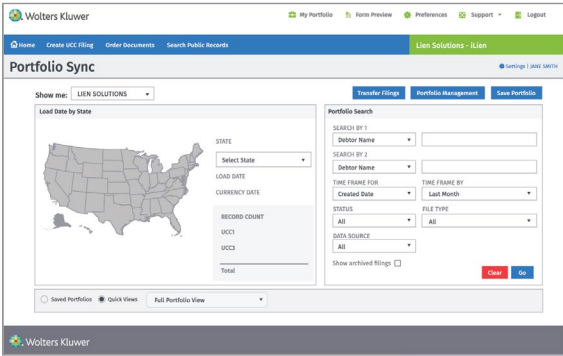 Wolters Kluwer
My Portfolio Form Preview Preferences Support Logout
Home Create UCC Filing Order Documents Search Public Records Lien Solutions - iLien
Portfolio Sync
Settings | JANE SMITH
Show me: LIEN SOLUTIONS Transfer Filings Portfolio Management Save Portfolio
Load Date by State
STATE
Select State
LOAD DATE
CURRENCY DATE
RECORD COUNT
UCC1
UCC3
Total
Portfolio Search
SEARCH BY 1
Debtor Name
SEARCH BY 2
Debtor Name
TIME FRAME FOR TIME FRAME BY
Created Date Last Month
STATUS FILE TYPE
All All
DATA SOURCE
All
Show archived filings
Clear Go
Saved Portfolios Quick Views Full Portfolio View
Wolters Kluwer